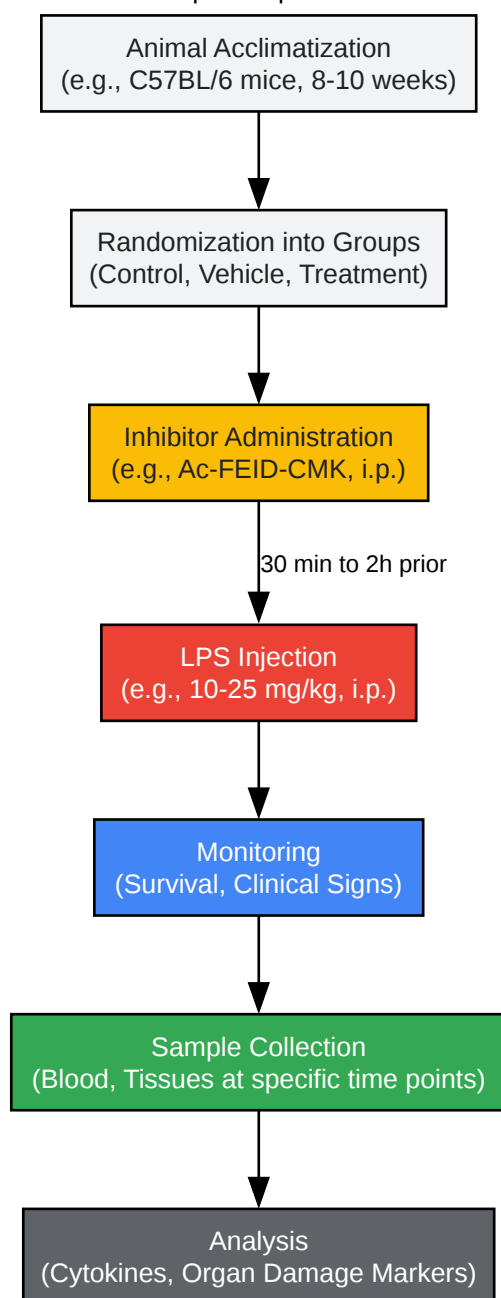 Animal Acclimatization
(e.g., C57BL/6 mice, 8-10 weeks)
Randomization into Groups
(Control, Vehicle, Treatment)
Inhibitor Administration
(e.g., Ac-FEID-CMK, i.p.)
30 min to 2h prior
LPS Injection
(e.g., 10-25 mg/kg, i.p.)
Monitoring
(Survival, Clinical Signs)
Sample Collection
(Blood, Tissues at specific time points)
Analysis
(Cytokines, Organ Damage Markers)